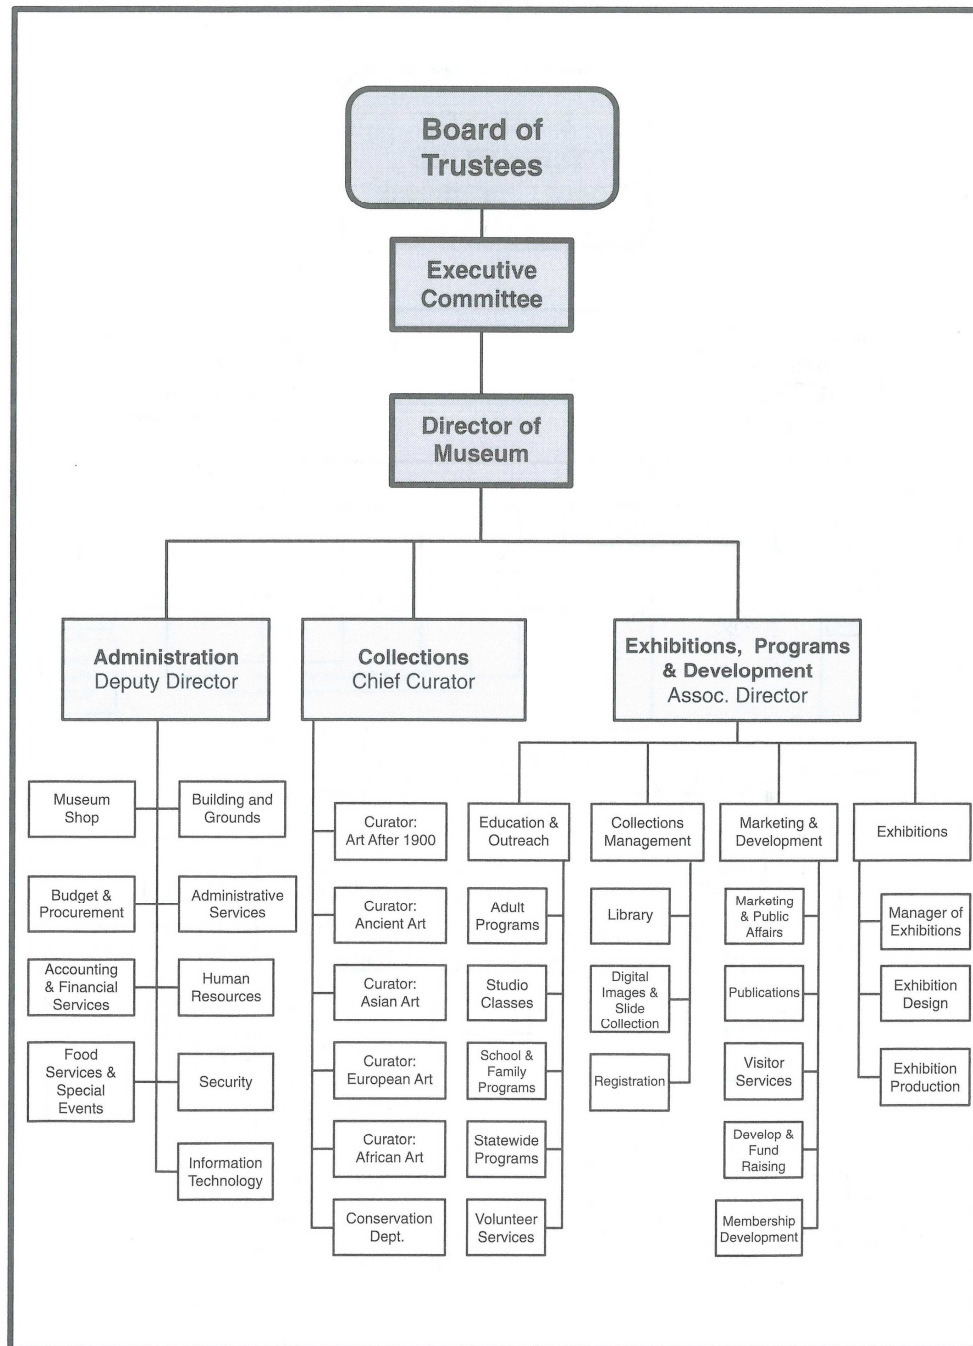 Board of
Trustees
Executive
Committee
Director of
Museum
Administration
Deputy Director
Collections
Chief Curator
Exhibitions, Programs
& Development
Assoc. Director
Museum
Shop
Building and
Grounds
Budget &
Procurement
Administrative
Services
Accounting
& Financial
Services
Human
Resources
Food
Services &
Special
Events
Security
Information
Technology
Curator:
Art After 1900
Curator:
Ancient Art
Curator:
Asian Art
Curator:
European Art
Curator:
African Art
Conservation
Dept.
Education &
Outreach
Adult
Programs
Studio
Classes
School &
Family
Programs
Statewide
Programs
Volunteer
Services
Collections
Management
Library
Digital
Images &
Slide
Collection
Registration
Marketing &
Development
Marketing
& Public
Affairs
Publications
Visitor
Services
Develop &
Fund
Raising
Membership
Development
Exhibitions
Manager of
Exhibitions
Exhibition
Design
Exhibition
Production